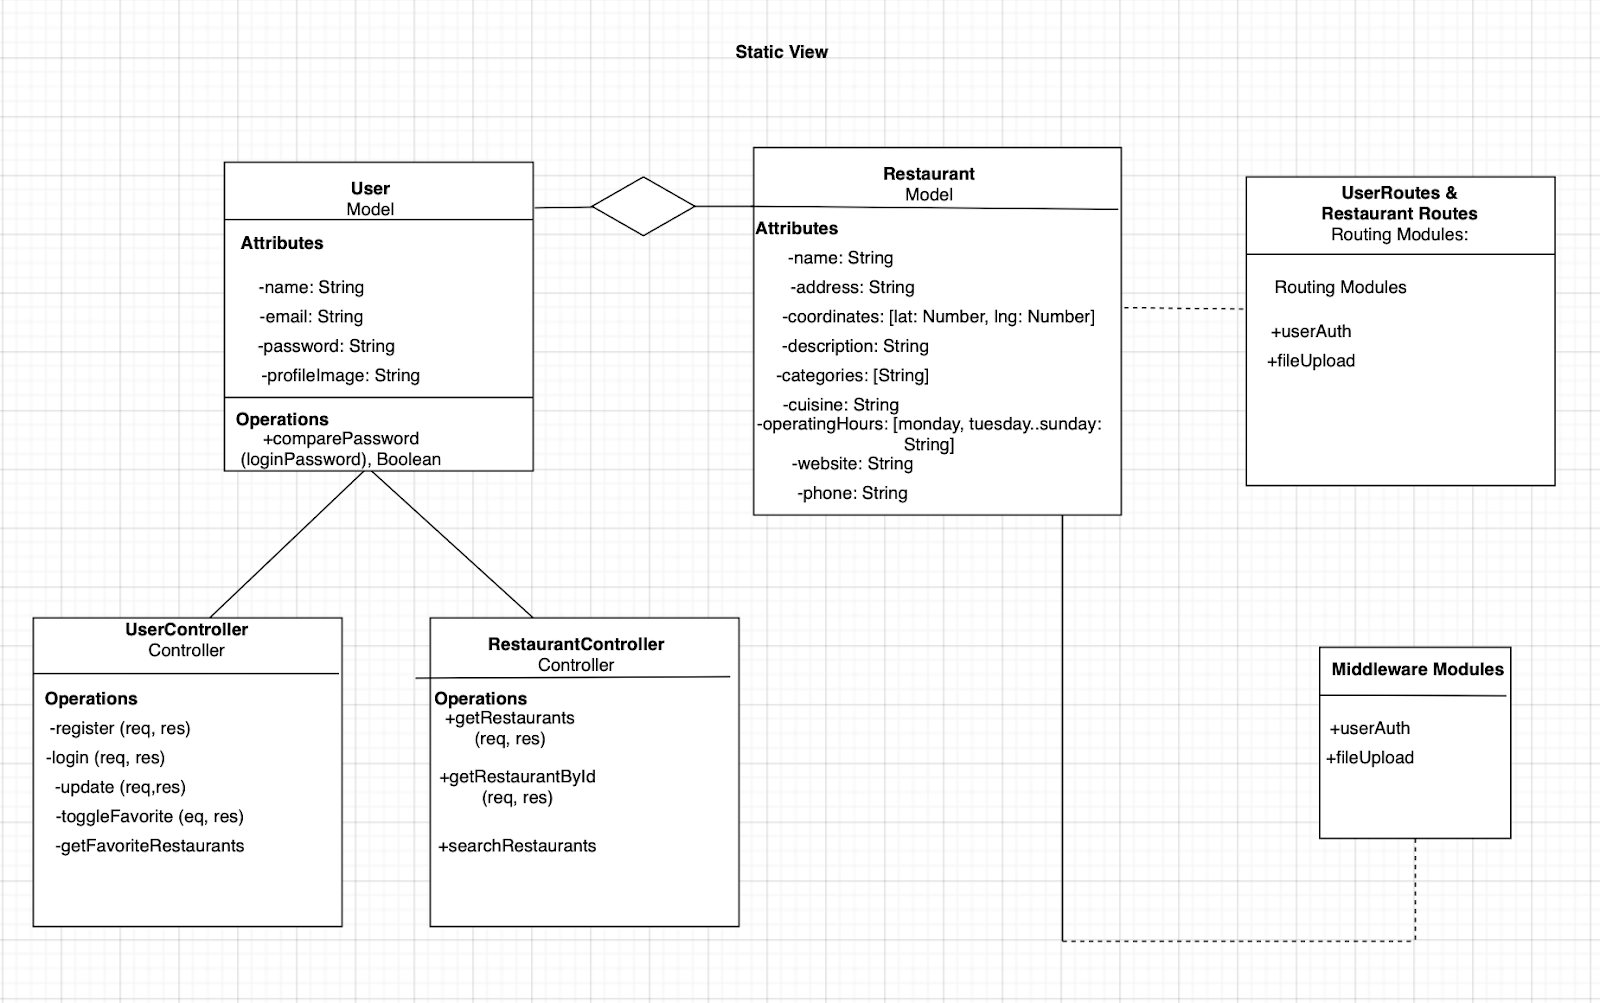 Static View
User
Model
Attributes
-name: String
-email: String
-password: String
-profileImage: String
Operations
+comparePassword
(loginPassword), Boolean
Restaurant
Model
Attributes
-name: String
-address: String
-coordinates: [lat: Number, lng: Number]
-description: String
-categories: [String]
-cuisine: String
-operatingHours: [monday, tuesday..sunday:
String]
-website: String
-phone: String
UserRoutes &
Restaurant Routes
Routing Modules:
Routing Modules
+userAuth
+fileUpload
UserController
Controller
Operations
-register (req, res)
-login (req, res)
-update (req,res)
-toggleFavorite (eq, res)
-getFavoriteRestaurants
RestaurantController
Controller
Operations
+getRestaurants
(req, res)
+getRestaurantById
(req, res)
+searchRestaurants
Middleware Modules
+userAuth
+fileUpload